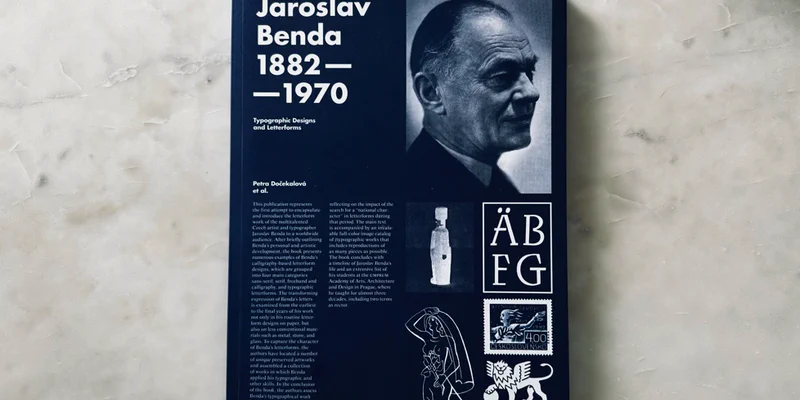 Jaroslav
Benda
1882—
—1970
Typographic Designs
and Letterforms
Petra Dočekalová
et al.
This publication represents
the first attempt to encapsulate
and introduce the letterform
work of the multitalented
Czech artist and typographer
Jaroslav Benda to a worldwide
audience. After briefly outlining
Benda's personal and artistic
development, the book presents
numerous examples of Benda's
calligraphy-based letterform
designs, which are grouped
into four main categories
sans-serif, serif, freehand and
calligraphy, and typographic
letterforms. The transforming
expression of Benda's letters
is examined from the earliest
to the final years of his work
not only in his routine letter-
form designs on paper, but
also on less conventional mate-
rials such as metal, stone, and
glass. To capture the character
of Benda's letterforms, the
authors have located a number
of unique preserved artworks
and assembled a collection
of works in which Benda
applied his typographic and
other skills. In the conclusion
of the book, the authors assess
Benda's typographical work
reflecting on the impact of the
search for a "national char-
acter" in letterforms during
that period. The main text
is accompanied by an invalu-
able full-color image catalog
of typographic works that
includes reproductions of
as many pieces as possible.
The book concludes with
a timeline of Jaroslav Benda's
life and an extensive list of
his students at the UMPRUM
Academy of Arts, Architecture
and Design in Prague, where
he taught for almost three
decades, including two terms
as rector.
ÄB
FG
400
ČESKOSLOVENSKO